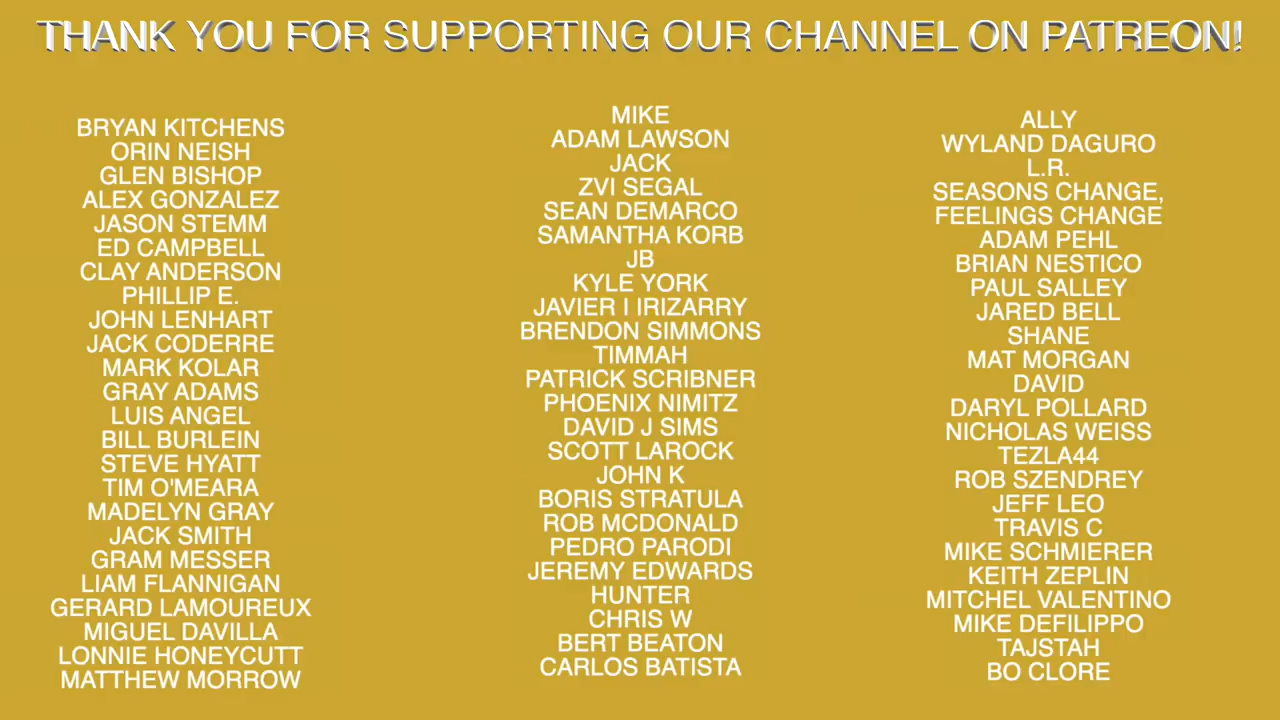 THANK YOU FOR SUPPORTING OUR CHANNEL ON PATREON!
BRYAN KITCHENS
ORIN NEISH
GLEN BISHOP
ALEX GONZALEZ
JASON STEMM
ED CAMPBELL
CLAY ANDERSON
PHILLIP E.
JOHN LENHART
JACK CODERRE
MARK KOLAR
GRAY ADAMS
LUIS ANGEL
BILL BURLEIN
STEVE HYATT
TIM O'MEARA
MADELYN GRAY
JACK SMITH
GRAM MESSER
LIAM FLANNIGAN
GERARD LAMOUREUX
MIGUEL DAVILLA
LONNIE HONEYCUTT
MATTHEW MORROW
MIKE
ADAM LAWSON
JACK
ZVI SEGAL
SEAN DEMARCO
SAMANTHA KORB
JB
KYLE YORK
JAVIER I IRIZARRY
BRENDON SIMMONS
TIMMAH
PATRICK SCRIBNER
PHOENIX NIMITZ
DAVID J SIMS
SCOTT LAROCK
JOHN K
BORIS STRATULA
ROB MCDONALD
PEDRO PARODI
JEREMY EDWARDS
HUNTER
CHRIS W
BERT BEATON
CARLOS BATISTA
ALLY
WYLAND DAGURO
L.R.
SEASONS CHANGE,
FEELINGS CHANGE
ADAM PEHL
BRIAN NESTICO
PAUL SALLEY
JARED BELL
SHANE
MAT MORGAN
DAVID
DARYL POLLARD
NICHOLAS WEISS
TEZLA44
ROB SZENDREY
JEFF LEO
TRAVIS C
MIKE SCHMIERER
KEITH ZEPLIN
MITCHEL VALENTINO
MIKE DEFILIPPO
TAJSTAH
BO CLORE